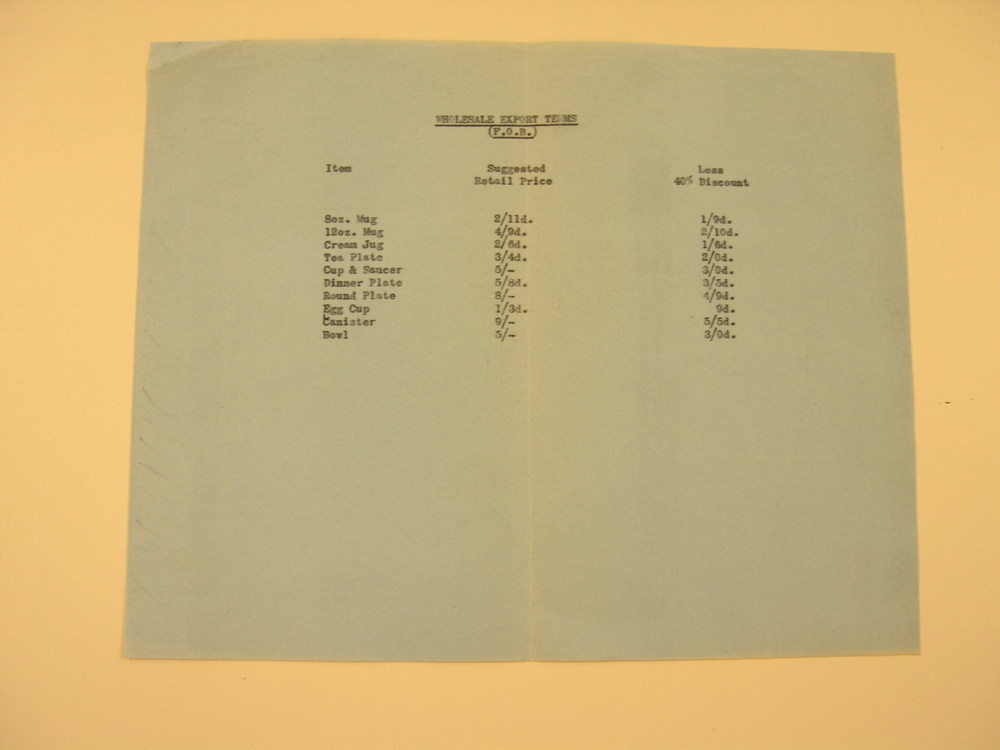 WHOLESALE EXPORT TERMS
(F.O.B.)
Item Suggested Less
Retail Price 40% Discount
8oz. Mug 2/11d. 1/9d.
12oz. Mug 4/9d. 2/10d.
Cream Jug 2/6d. 1/6d.
Tea Plate 3/4d. 2/0d.
Cup & Saucer 5/- 3/0d.
Dinner Plate 5/8d. 3/5d.
Round Plate 8/- 4/9d.
Egg Cup 1/3d. 9d.
Canister 9/- 5/5d.
Bowl 5/- 3/0d.